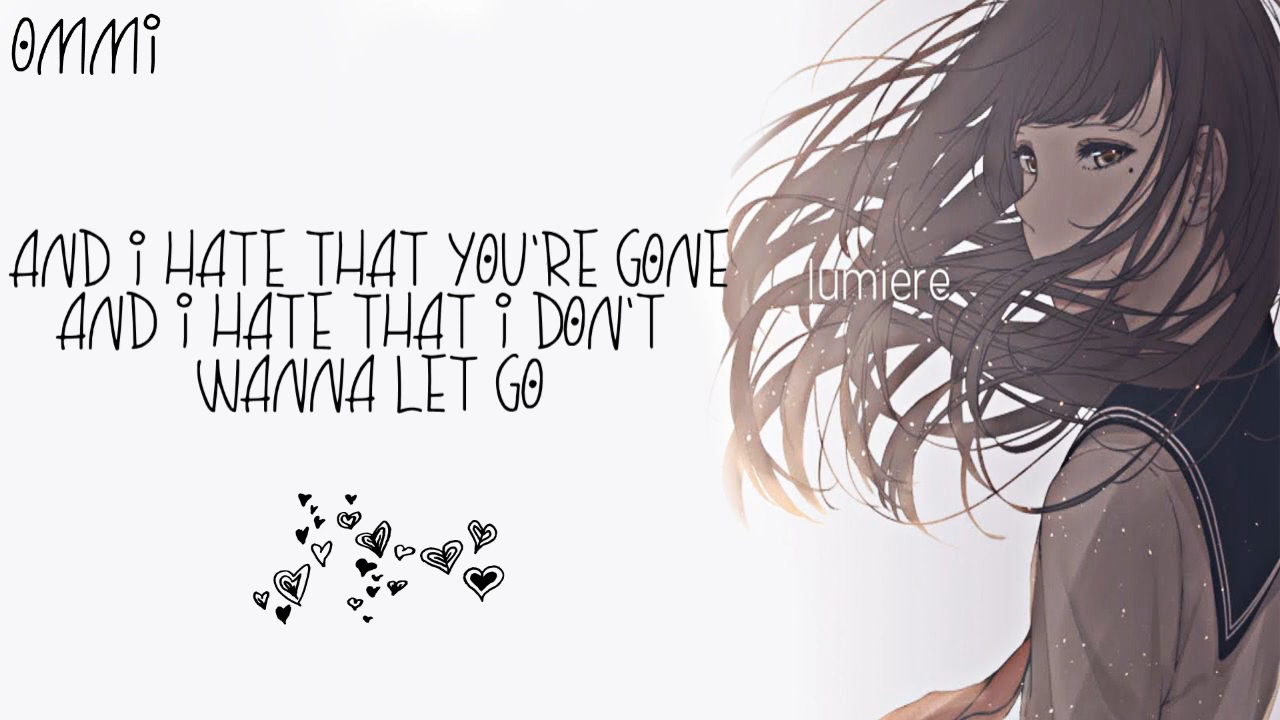 OMMi
AND i HATE THAT YOU'RE GONE
lumiere
AND i HATE THAT i DON'T
WANNA LET GO